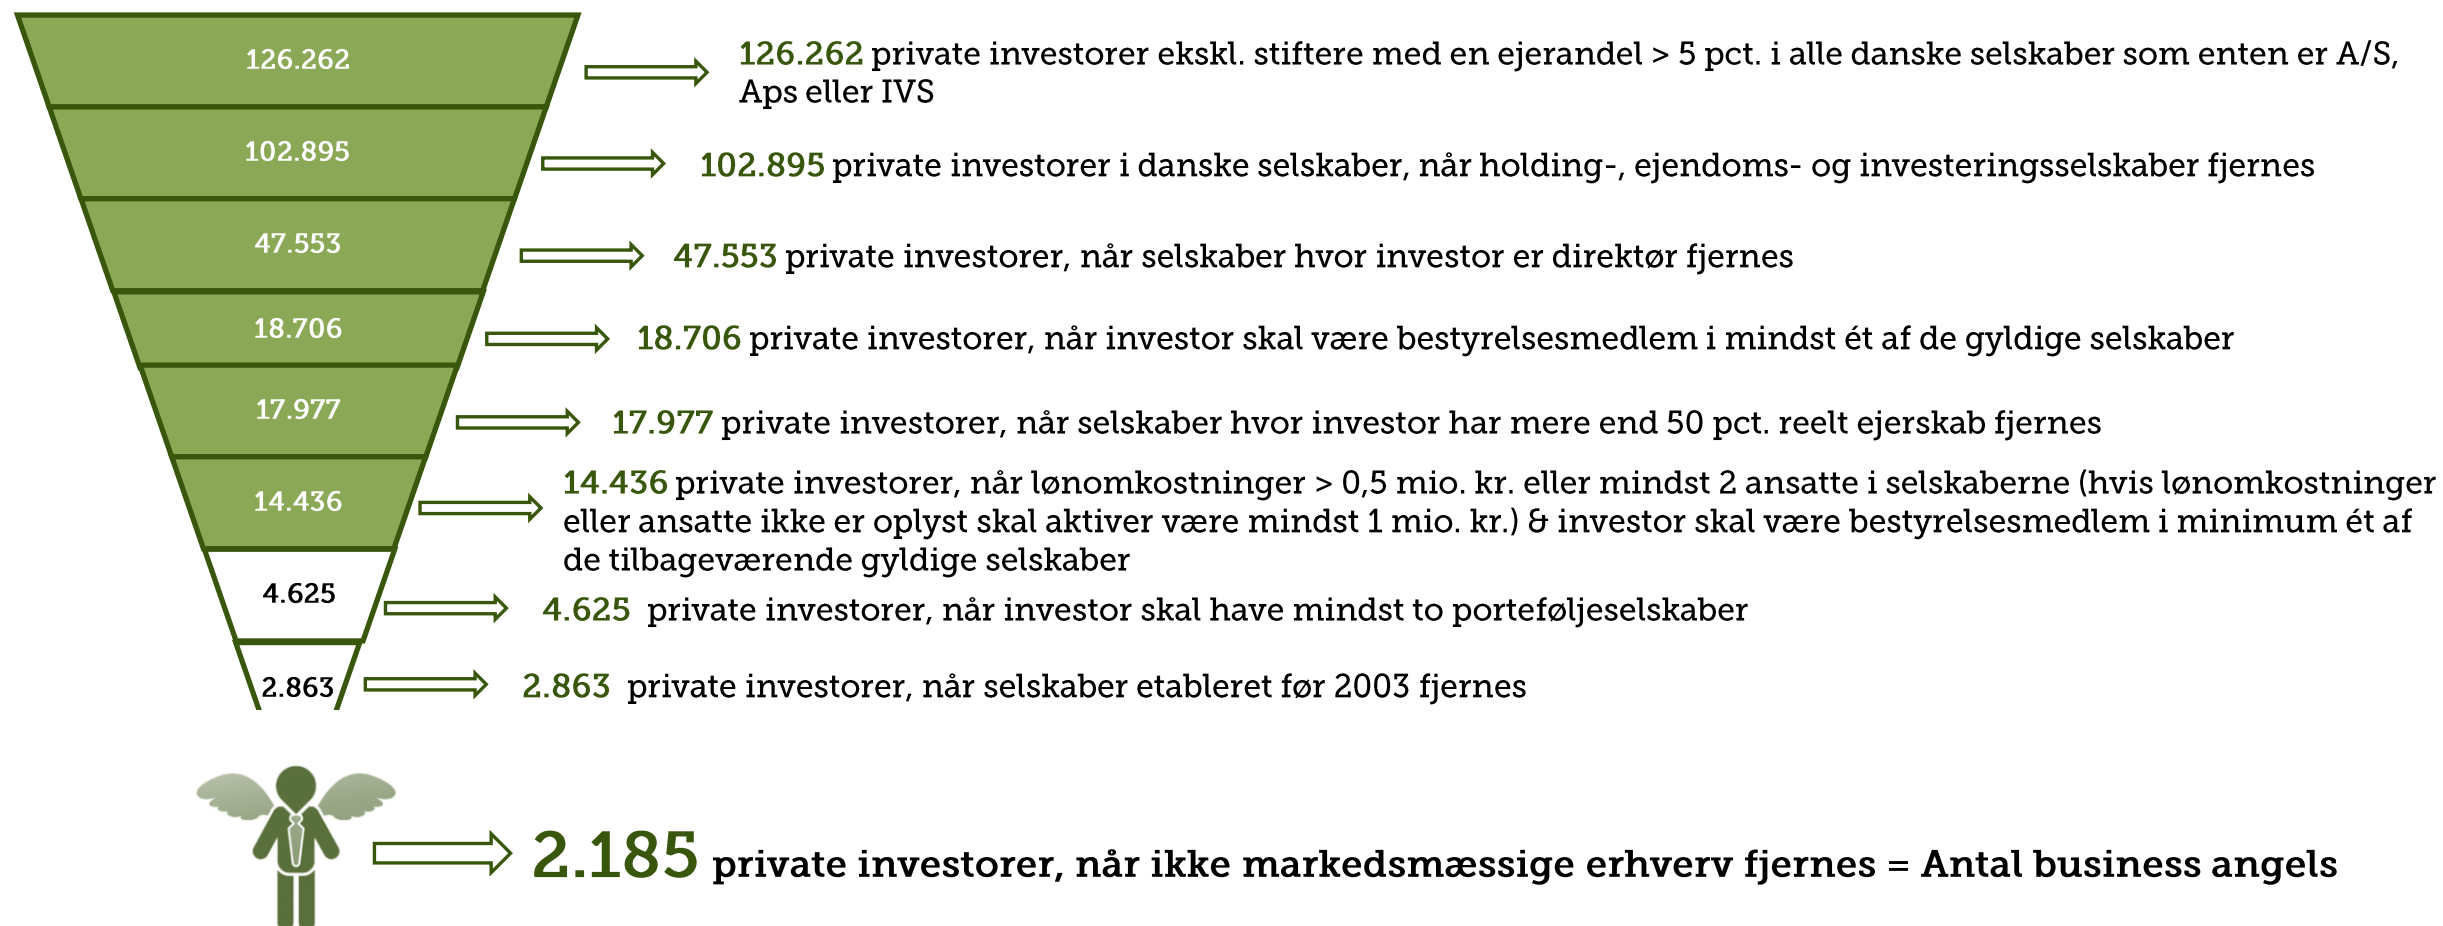 126.262
126.262 private investorer ekskl. stiftere med en ejerandel > 5 pct. i alle danske selskaber som enten er A/S,
Aps eller IVS
102.895
102.895 private investorer i danske selskaber, når holding-, ejendoms- og investeringsselskaber fjernes
47.553
47.553 private investorer, når selskaber hvor investor er direktør fjernes
18.706
18.706 private investorer, når investor skal være bestyrelsesmedlem i mindst ét af de gyldige selskaber
17.977
17.977 private investorer, når selskaber hvor investor har mere end 50 pct. reelt ejerskab fjernes
14.436
14.436 private investorer, når lønomkostninger > 0,5 mio. kr. eller mindst 2 ansatte i selskaberne (hvis lønomkostninger
eller ansatte ikke er oplyst skal aktiver være mindst 1 mio. kr.) & investor skal være bestyrelsesmedlem i minimum ét af
de tilbageværende gyldige selskaber
4.625
4.625 private investorer, når investor skal have mindst to porteføljeselskaber
2.863
2.863 private investorer, når selskaber etableret før 2003 fjernes
2.185 private investorer, når ikke markedsmæssige erhverv fjernes = Antal business angels